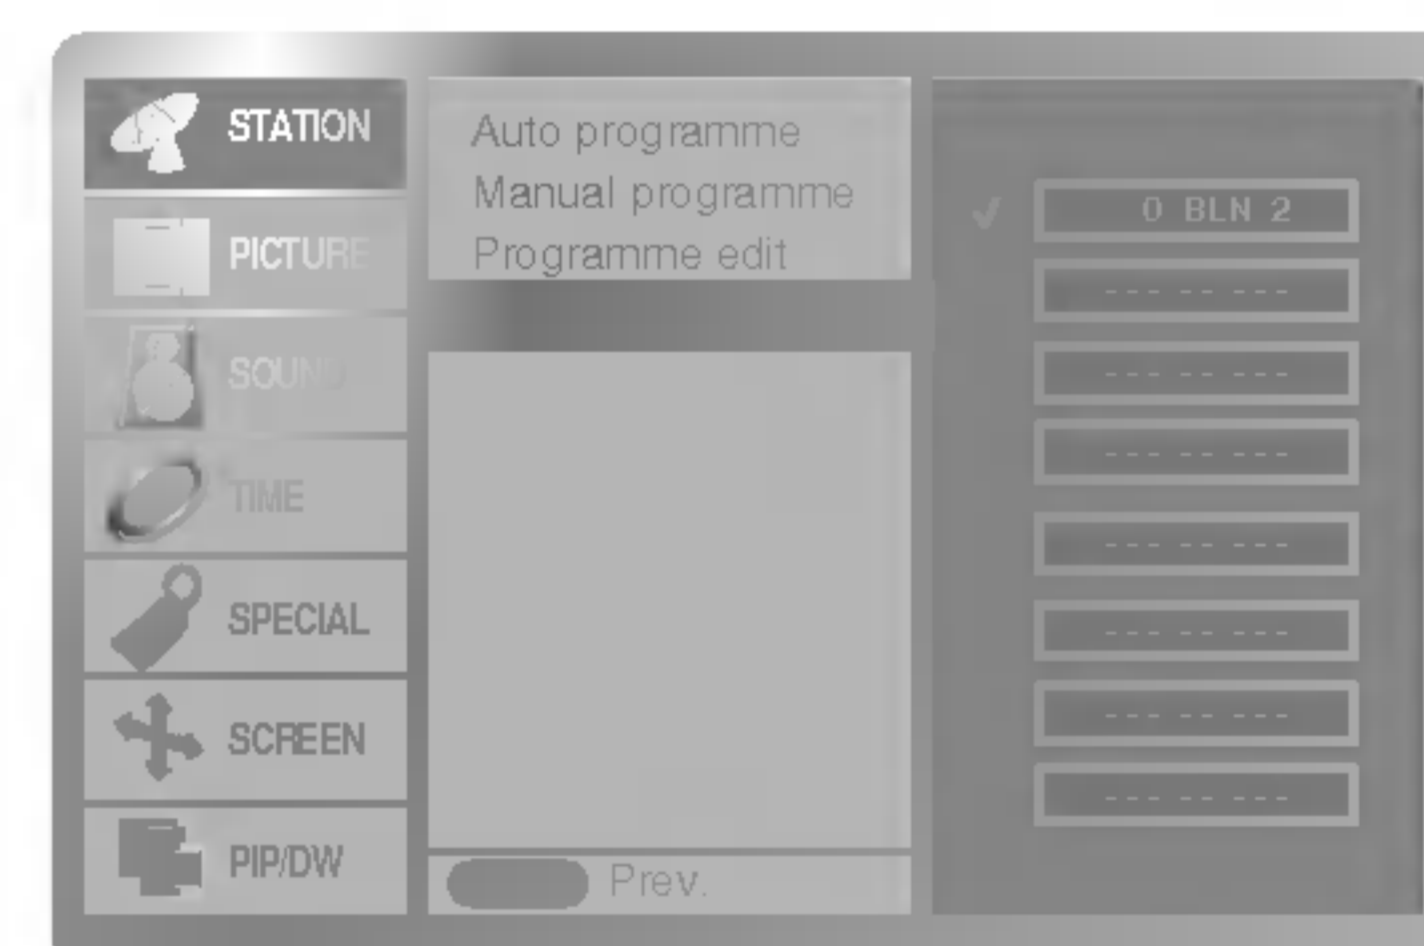 STATION
PICTURE
SOUND
TIME
SPECIAL
SCREEN
PIP/DW
Auto programme
Manual programme
Programme edit
Prev.
0 BLN 2
--- -- ---
--- -- ---
--- -- ---
--- -- ---
--- -- ---
--- -- ---
--- -- ---